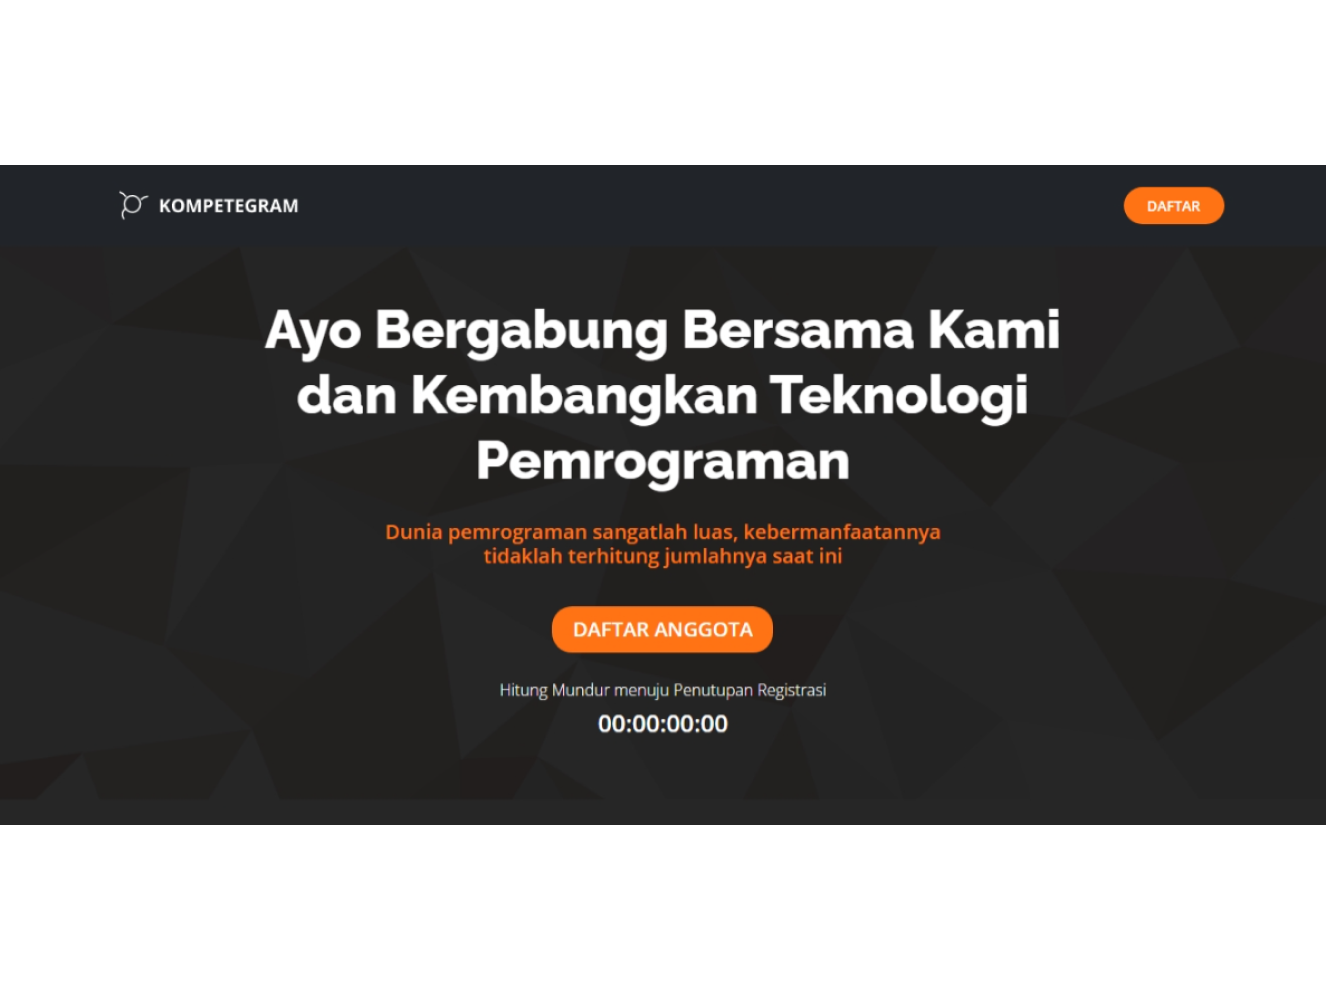 KOMPETEGRAM
DAFTAR
Ayo Bergabung Bersama Kami
dan Kembangkan Teknologi
Pemrograman
Dunia pemrograman sangatlah luas, kebermanfaatannya
tidaklah terhitung jumlahnya saat ini
DAFTAR ANGGOTA
Hitung Mundur menuju Penutupan Registrasi
00:00:00:00